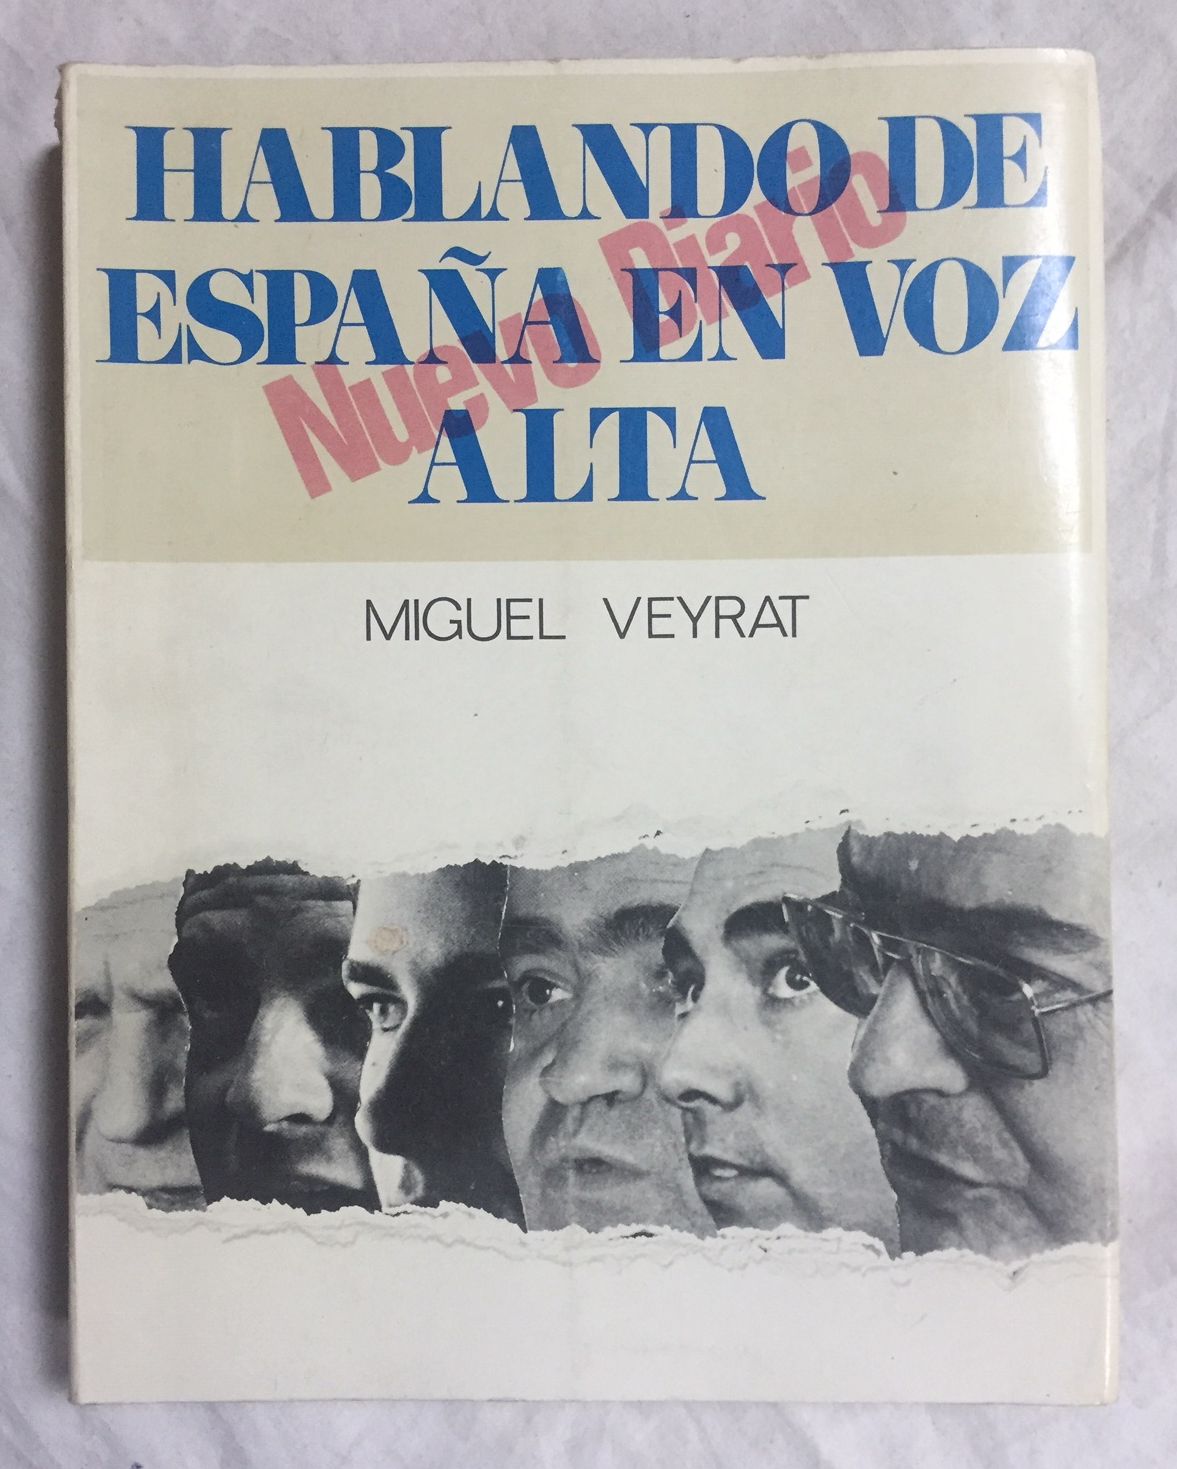 HABLANDO DE
ESPAÑA EN VOZ
ALTA
Nuevo Diario
MIGUEL VEYRAT